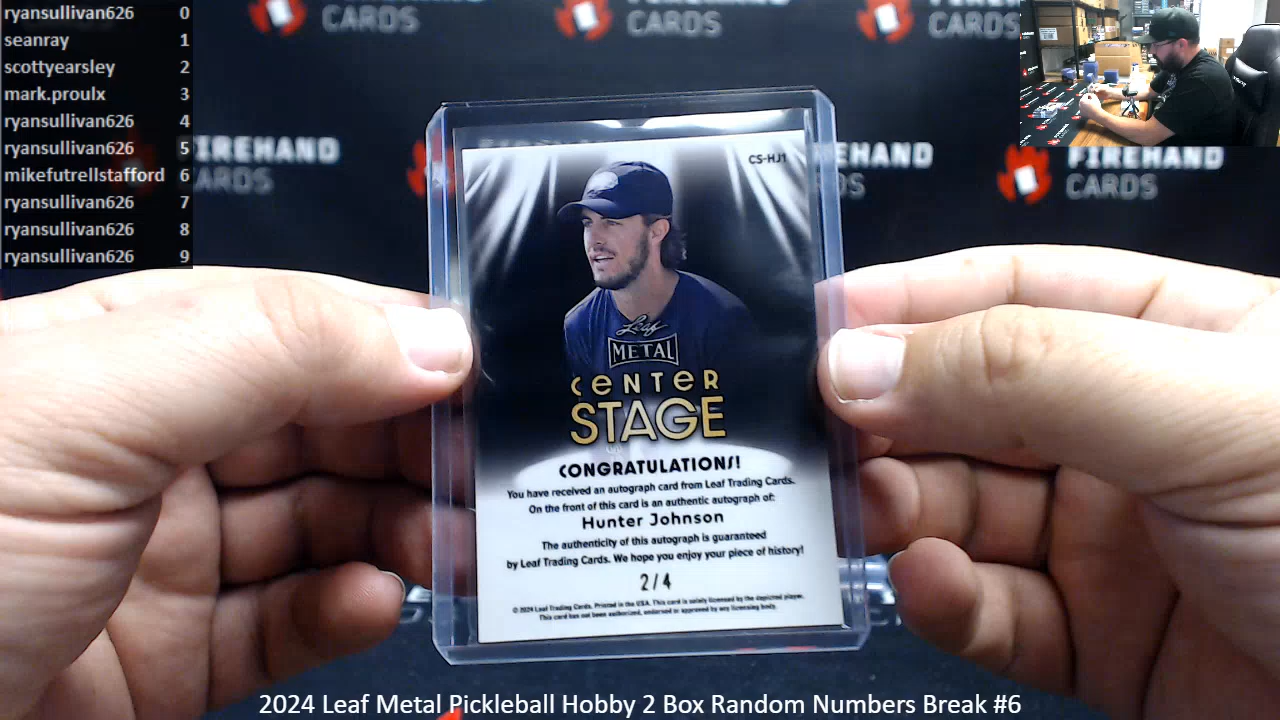 ryansullivan626 0
seanray 1
scottyearsley 2
mark.proulx 3
ryansullivan626 4
ryansullivan626 5
mikefutrellstafford 6
ryansullivan626 7
ryansullivan626 8
ryansullivan626 9
FIREHAND
CARDS
FIREHAND
CARDS
FIREHAND
CARDS
FIREHAND
CARDS
FIREHAND
CARDS
FIREHAND
CARDS
CS-HJ1
Leaf
METAL
CENTER
STAGE
CONGRATULATIONS!
You have received an autograph card from Leaf Trading Cards.
On the front of this card is an authentic autograph of:
Hunter Johnson
The authenticity of this autograph is guaranteed
by Leaf Trading Cards. We hope you enjoy your piece of history!
2/4
© 2024 Leaf Trading Cards. Printed in the USA. This card is solely licensed by the depicted player.
This card has not been authorized, endorsed or approved by any licensing body.
2024 Leaf Metal Pickleball Hobby 2 Box Random Numbers Break #6